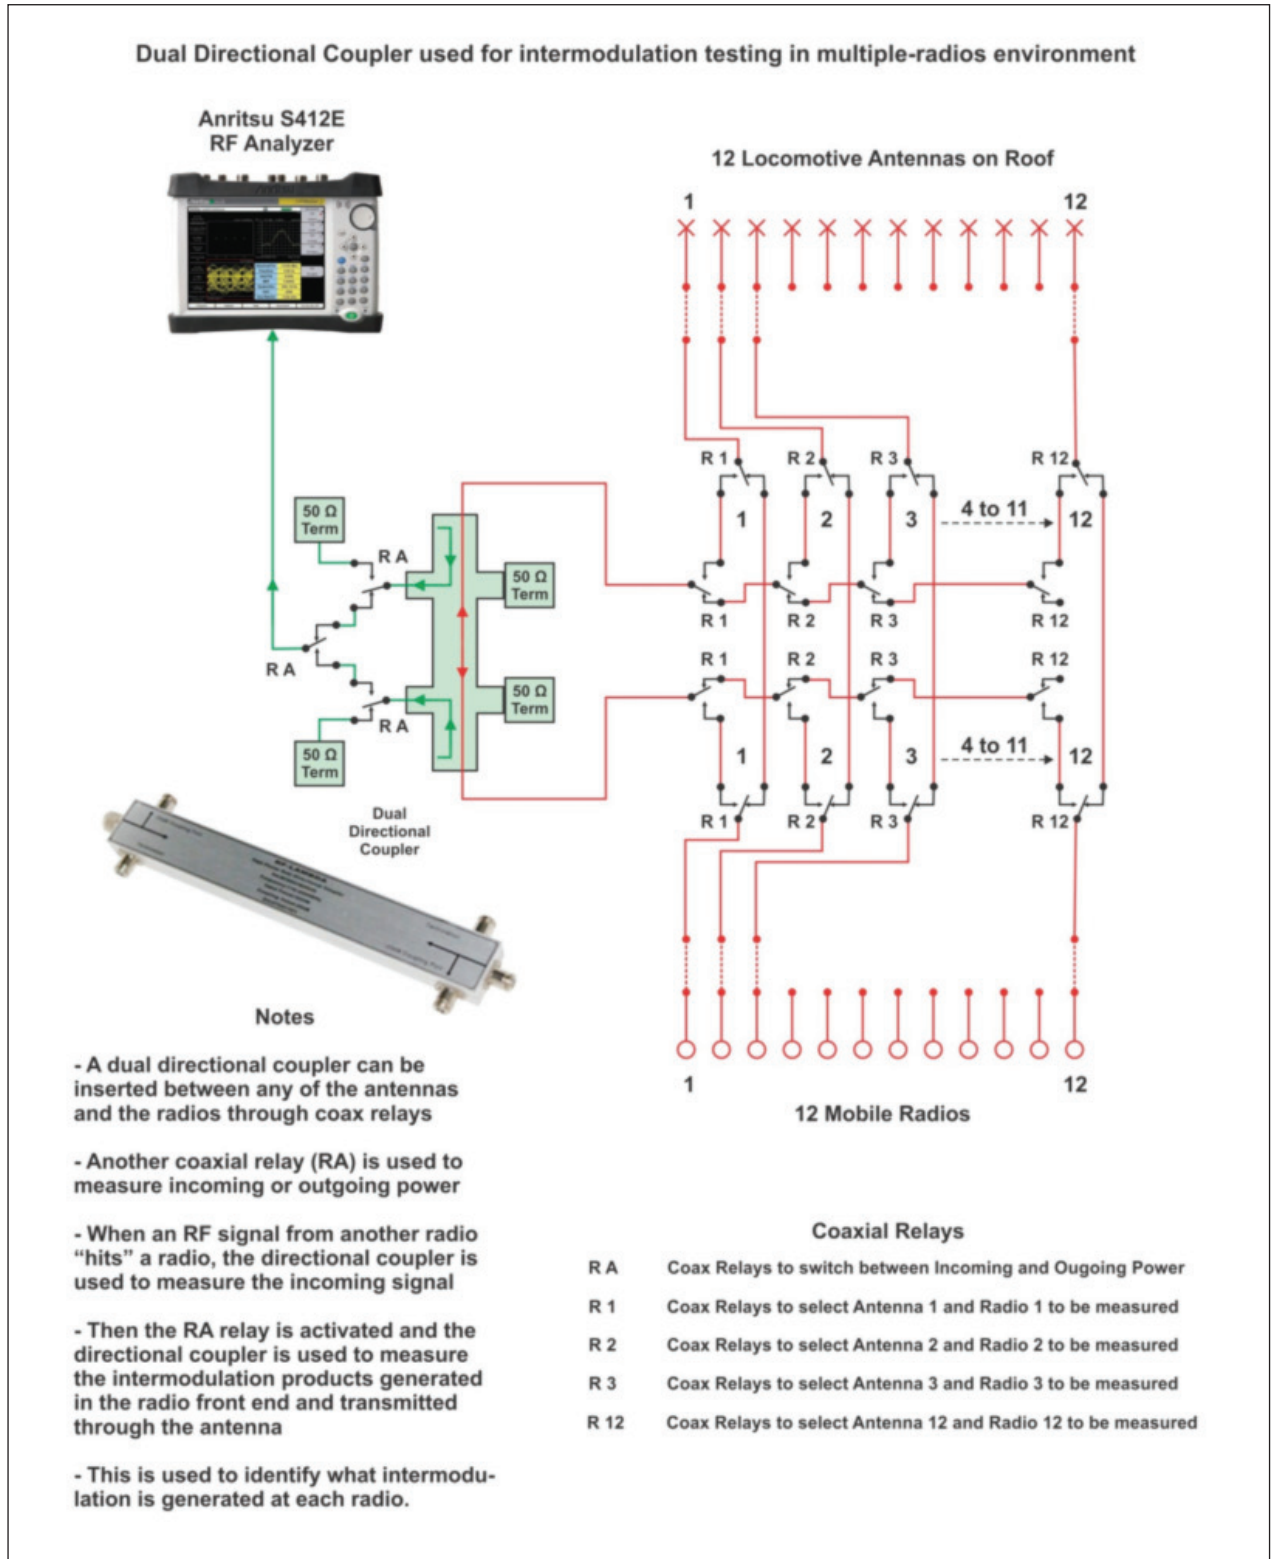 Dual Directional Coupler used for intermodulation testing in multiple-radios environment
Anritsu S412E
RF Analyzer
12 Locomotive Antennas on Roof
1
12
R 1
R 2
R 3
R 12
1
2
3
4 to 11
12
50 Ω
Term
R A
50 Ω
Term
R 1
R 2
R 3
R 12
R A
R 1
R 2
R 3
R 12
50 Ω
Term
R A
50 Ω
Term
1
2
3
4 to 11
12
R 1
R 2
R 3
R 12
Dual
Directional
Coupler
1
12
12 Mobile Radios
Notes
- A dual directional coupler can be
inserted between any of the antennas
and the radios through coax relays
- Another coaxial relay (RA) is used to
measure incoming or outgoing power
- When an RF signal from another radio
“hits” a radio, the directional coupler is
used to measure the incoming signal
- Then the RA relay is activated and the
directional coupler is used to measure
the intermodulation products generated
in the radio front end and transmitted
through the antenna
- This is used to identify what intermodu-
lation is generated at each radio.
Coaxial Relays
R A Coax Relays to switch between Incoming and Ougoing Power
R 1 Coax Relays to select Antenna 1 and Radio 1 to be measured
R 2 Coax Relays to select Antenna 2 and Radio 2 to be measured
R 3 Coax Relays to select Antenna 3 and Radio 3 to be measured
R 12 Coax Relays to select Antenna 12 and Radio 12 to be measured